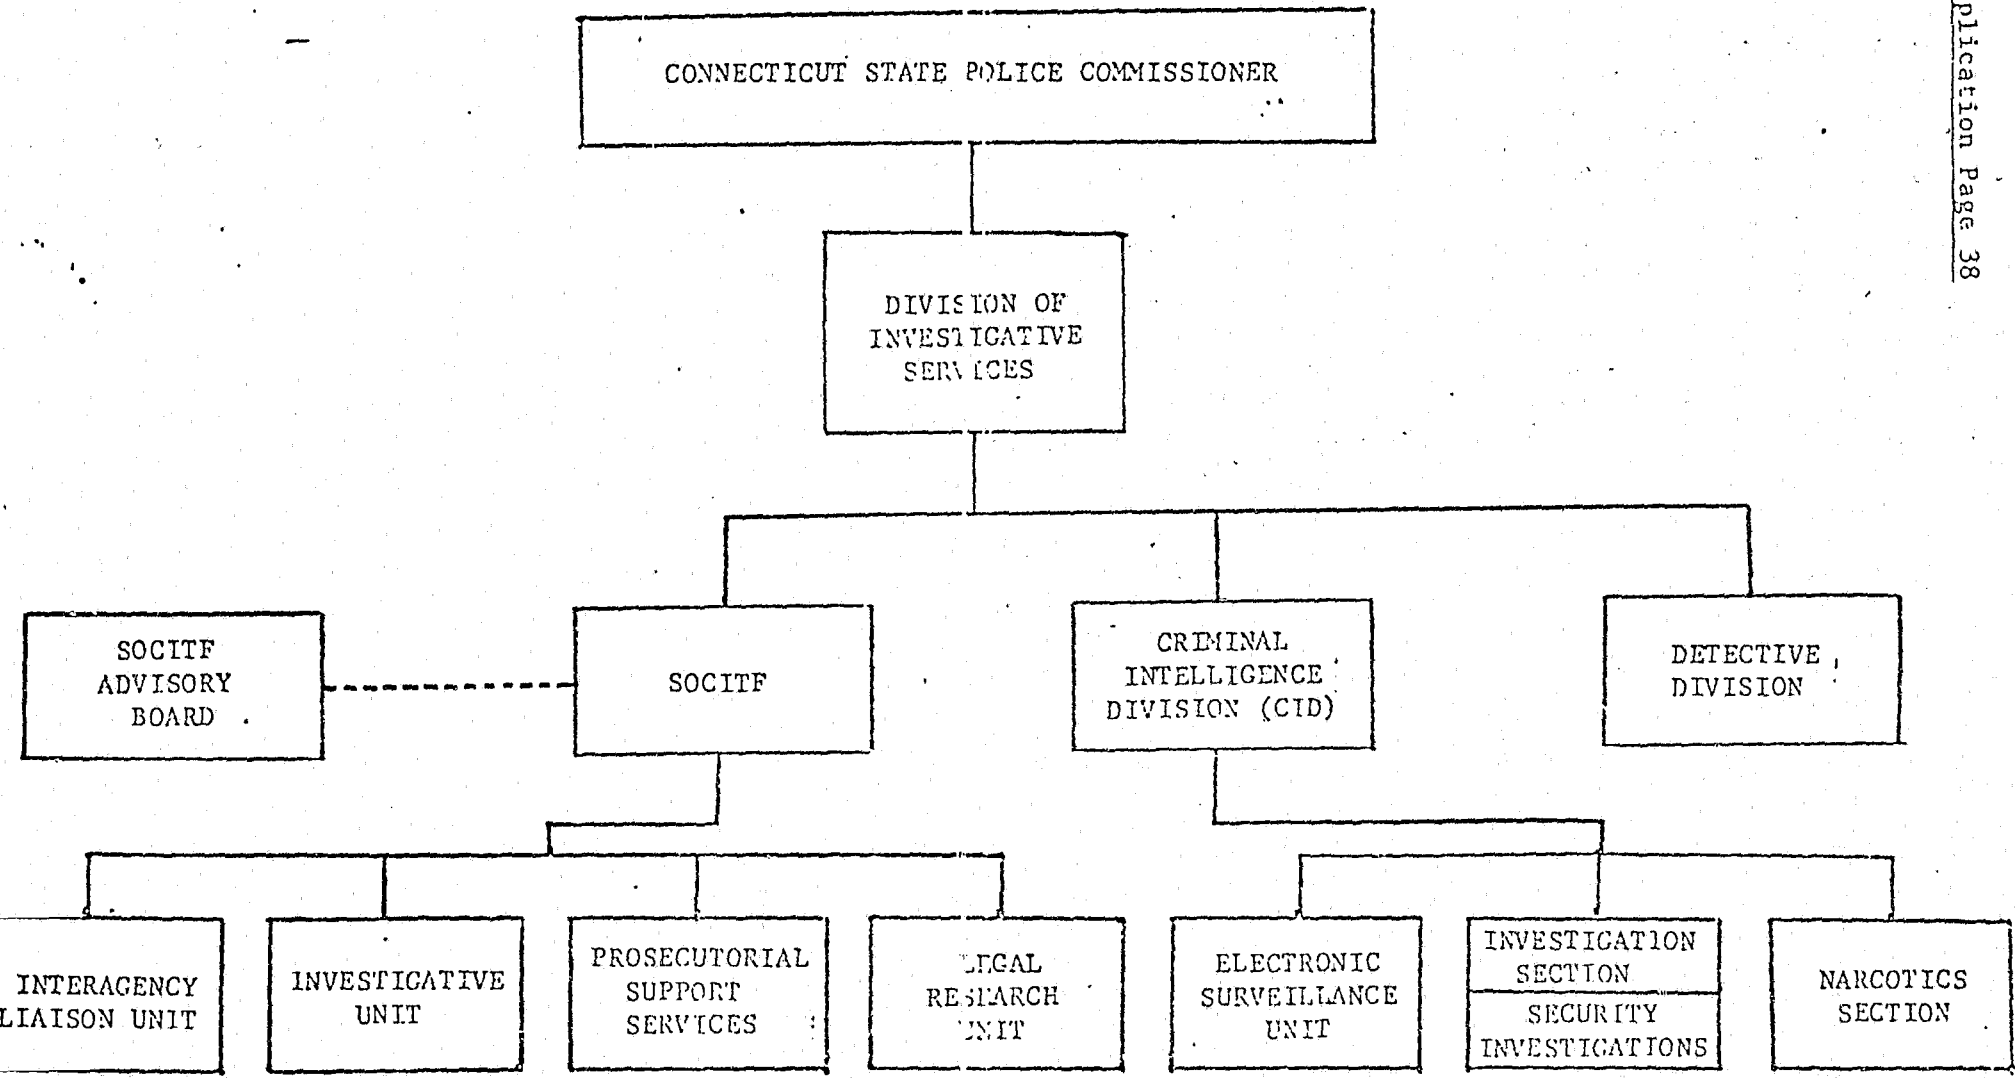 plication Page 38
CONNECTICUT STATE POLICE COMMISSIONER
DIVISION OF
INVESTIGATIVE
SERVICES
SOCITF
ADVISORY
BOARD
SOCITF
CRIMINAL
INTELLIGENCE
DIVISION (CID)
DETECTIVE
DIVISION
INTERAGENCY
LIAISON UNIT
INVESTIGATIVE
UNIT
PROSECUTORIAL
SUPPORT
SERVICES
LEGAL
RESEARCH
UNIT
ELECTRONIC
SURVEILLANCE
UNIT
INVESTIGATION
SECTION
SECURITY
INVESTIGATIONS
NARCOTICS
SECTION